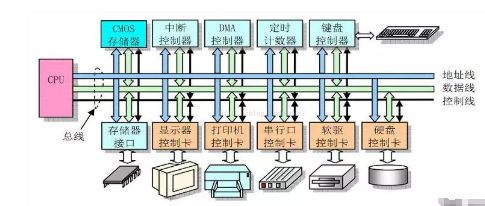 CMOS
存储器
中断
控制器
DMA
控制器
定时
计数器
键盘
控制器
CPU
地址线
数据线
控制线
总线
存储器
接口
显示器
控制卡
打印机
控制卡
串行口
控制卡
软驱
控制卡
硬盘
控制卡